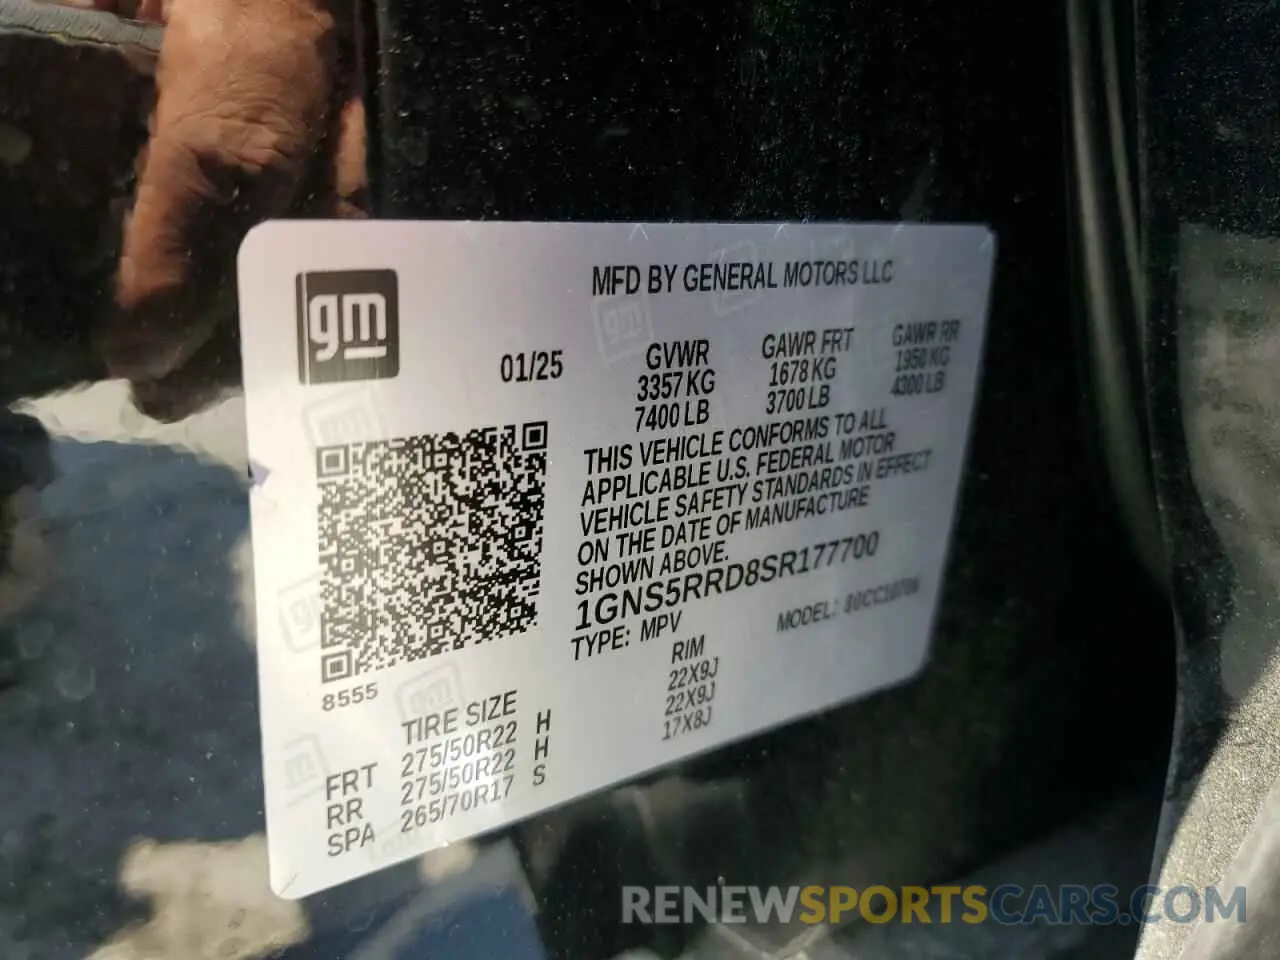 gm
MFD BY GENERAL MOTORS LLC
01/25
GVWR
3357 KG
7400 LB
GAWR FRT
1678 KG
3700 LB
GAWR RR
1950 KG
4300 LB
THIS VEHICLE CONFORMS TO ALL
APPLICABLE U.S. FEDERAL MOTOR
VEHICLE SAFETY STANDARDS IN EFFECT
ON THE DATE OF MANUFACTURE
SHOWN ABOVE.
1GNS5RRD8SR177700
TYPE: MPV
MODEL:
8555
TIRE SIZE RIM
FRT 275/50R22 H 22X9J
RR 275/50R22 H 22X9J
SPA 265/70R17 S 17X8J
RENEWSPORTSCARS.COM